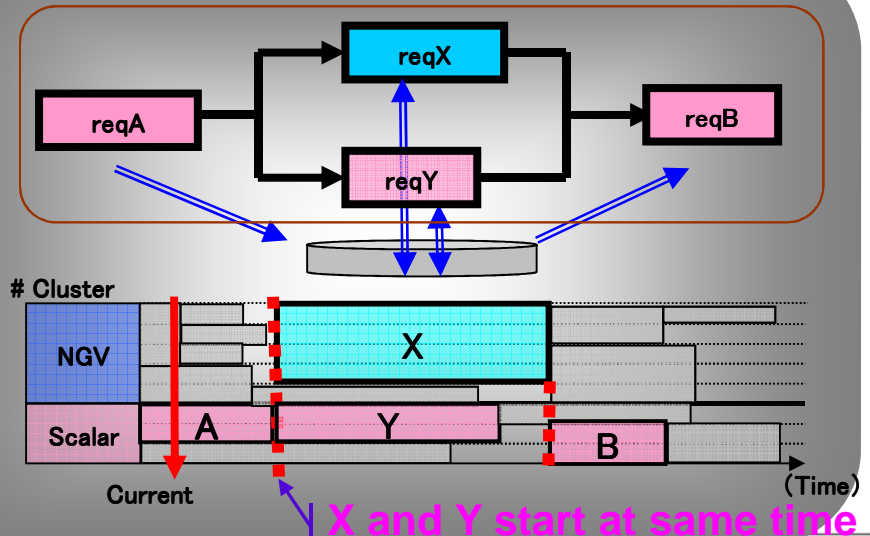 reqX
reqA
reqB
reqY
# Cluster
NGV
X
Scalar
A
Y
B
Current
(Time)
X and Y start at same time